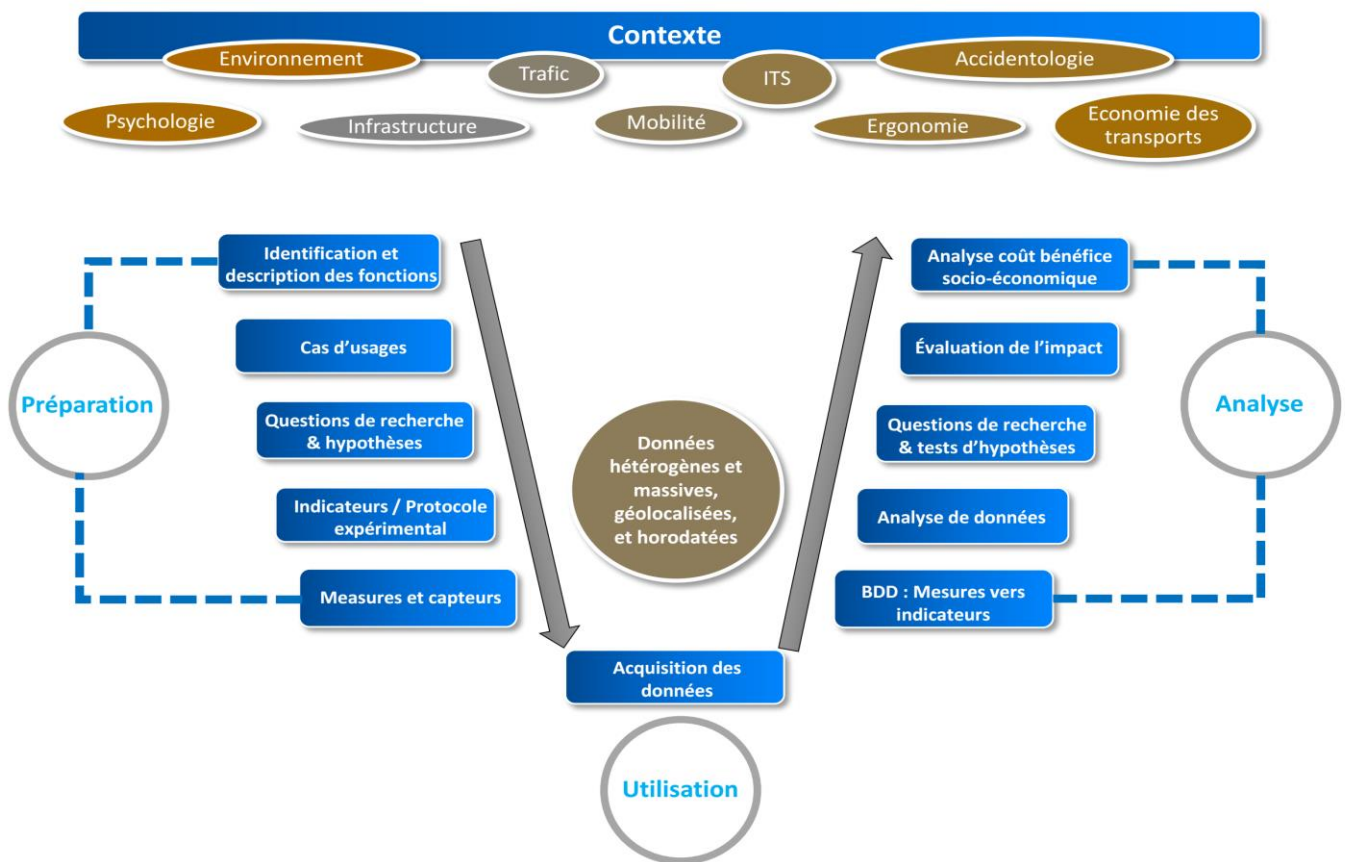 Contexte
Environnement
Trafic
ITS
Accidentologie
Psychologie
Infrastructure
Mobilité
Ergonomie
Economie des
transports
Identification et
description des fonctions
Cas d’usages
Questions de recherche
& hypothèses
Indicateurs / Protocole
expérimental
Measures et capteurs
Préparation
Données
hétérogènes et
massives,
géolocalisées,
et horodatées
Acquisition des
données
Utilisation
Analyse coût bénéfice
socio-économique
Évaluation de l’impact
Questions de recherche
& tests d’hypothèses
Analyse de données
BDD : Mesures vers
indicateurs
Analyse